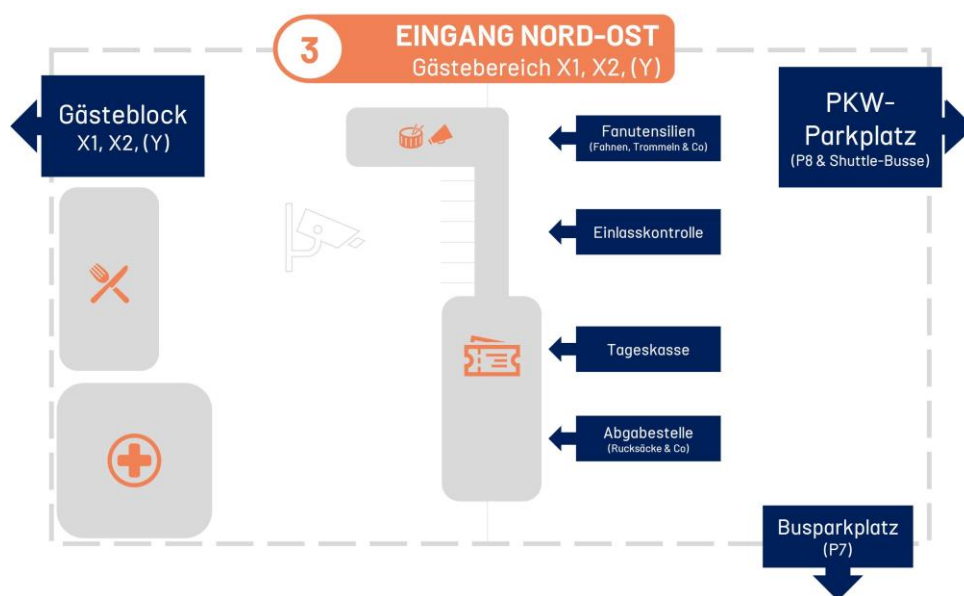 3
EINGANG NORD-OST
Gästebereich X1, X2, (Y)
Gästeblock
X1, X2, (Y)
PKW-
Parkplatz
(P8 & Shuttle-Busse)
Fanutensilien
(Fahnen, Trommeln & Co)
Einlasskontrolle
Tageskasse
Abgabestelle
(Rucksäcke & Co)
Busparkplatz
(P7)